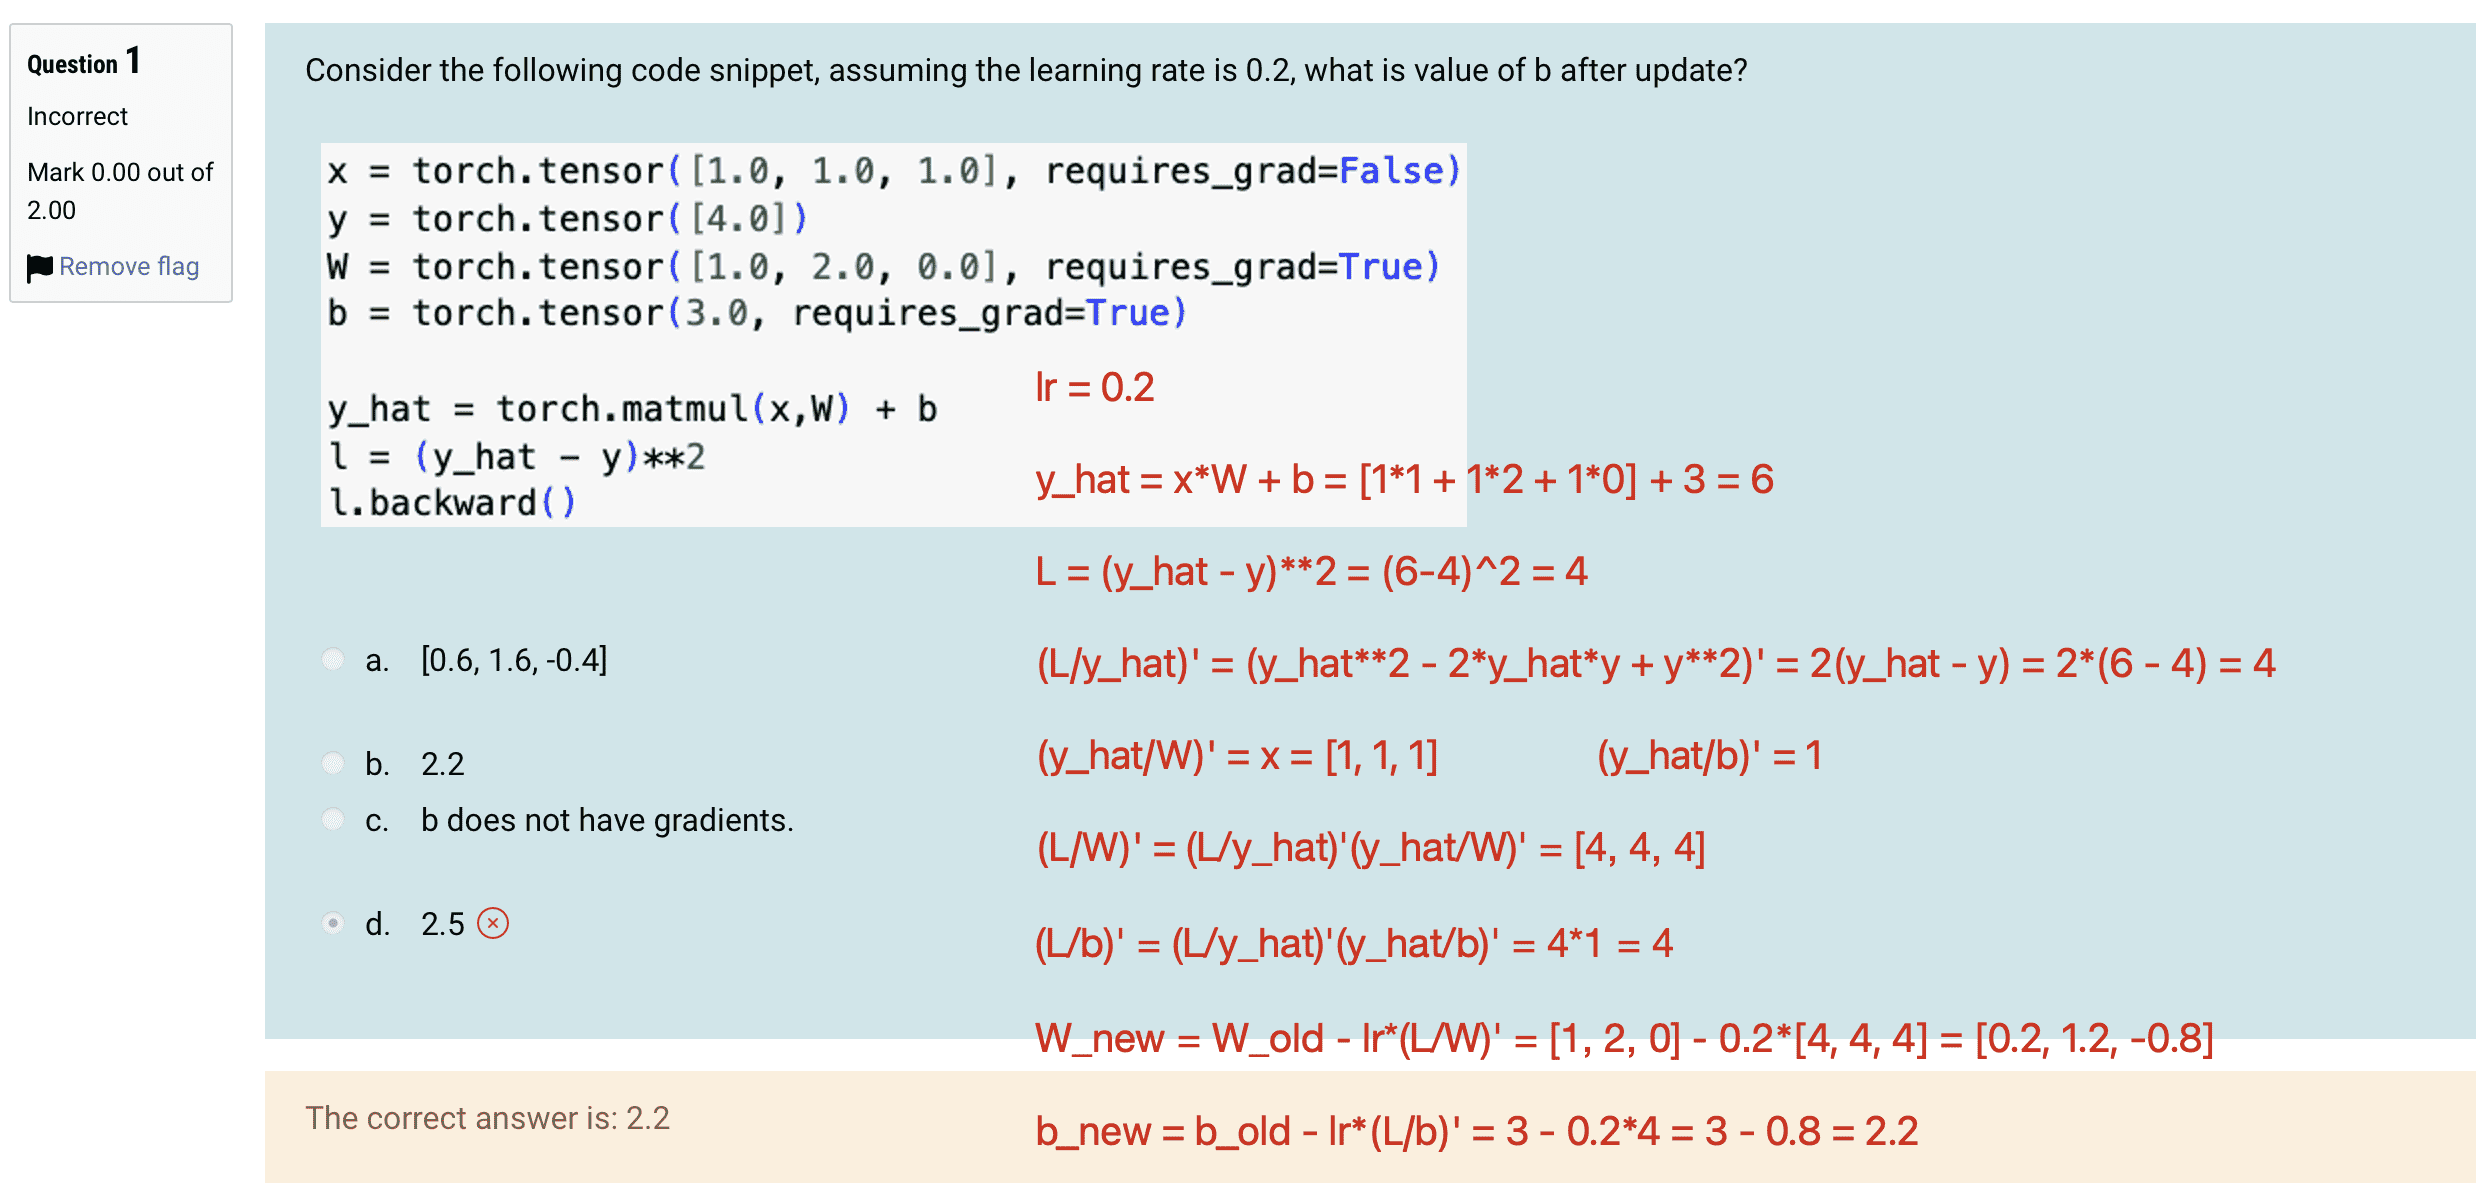 Question 1
Incorrect
Mark 0.00 out of
2.00
Remove flag
Consider the following code snippet, assuming the learning rate is 0.2, what is value of b after update?
x = torch.tensor([1.0, 1.0, 1.0], requires_grad=False)
y = torch.tensor([4.0])
W = torch.tensor([1.0, 2.0, 0.0], requires_grad=True)
b = torch.tensor(3.0, requires_grad=True)
y_hat = torch.matmul(x,W) + b
l = (y_hat - y)**2
l.backward()
lr = 0.2
y_hat = x*W + b = [1*1 + 1*2 + 1*0] + 3 = 6
L = (y_hat - y)**2 = (6-4)^2 = 4
(L/y_hat)' = (y_hat**2 - 2*y_hat*y + y**2)' = 2(y_hat - y) = 2*(6 - 4) = 4
(y_hat/W)' = x = [1, 1, 1] (y_hat/b)' = 1
(L/W)' = (L/y_hat)'(y_hat/W)' = [4, 4, 4]
(L/b)' = (L/y_hat)'(y_hat/b)' = 4*1 = 4
W_new = W_old - lr*(L/W)' = [1, 2, 0] - 0.2*[4, 4, 4] = [0.2, 1.2, -0.8]
b_new = b_old - lr*(L/b)' = 3 - 0.2*4 = 3 - 0.8 = 2.2
a. [0.6, 1.6, -0.4]
b. 2.2
c. b does not have gradients.
d. 2.5
The correct answer is: 2.2